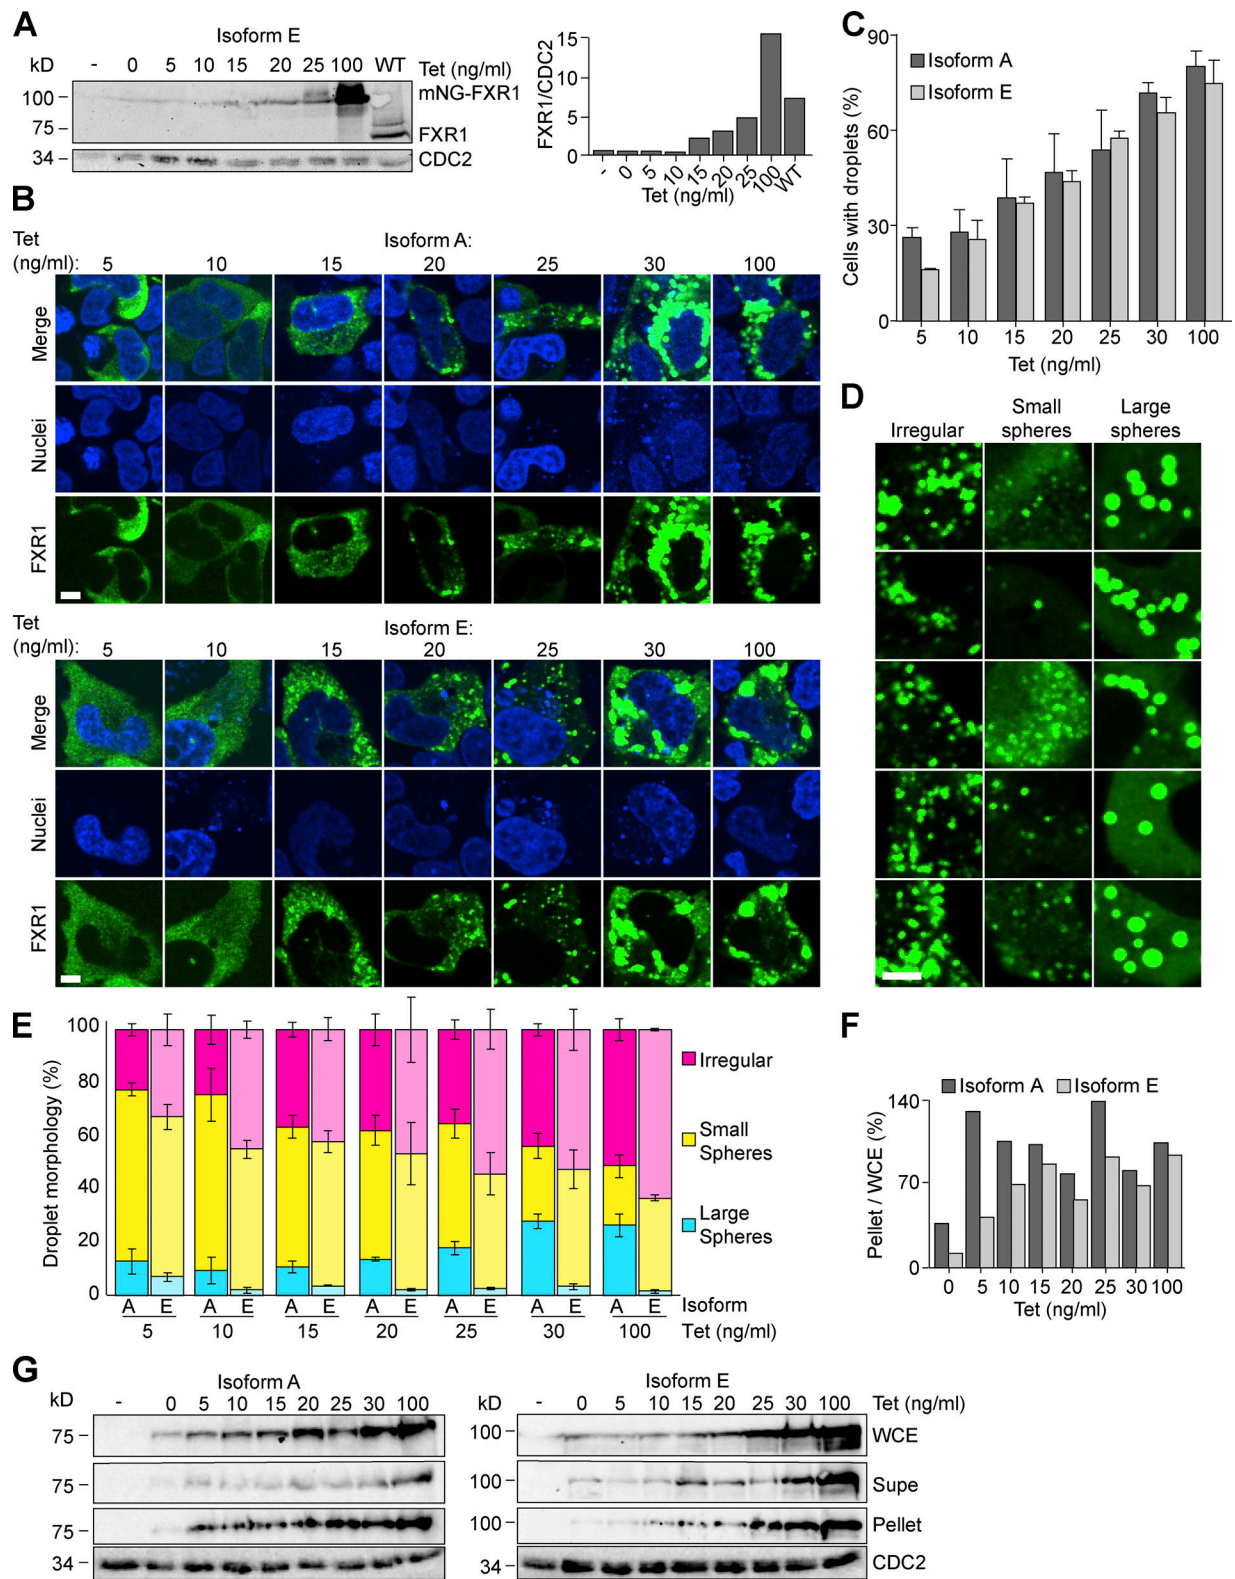 A
Isoform E
kD - 0 5 10 15 20 25 100 WT Tet (ng/ml)
100
mNG-FXR1
75
FXR1
34
CDC2
FXR1/CDC2
15
10
5
0
- 0 5 10 15 20 25 100 WT
Tet (ng/ml)
B
Tet (ng/ml):
Isoform A:
5 10 15 20 25 30 100
Merge
Nuclei
FXR1
Tet (ng/ml):
Isoform E:
5 10 15 20 25 30 100
Merge
Nuclei
FXR1
C
Cells with droplets (%)
90
60
30
0
Isoform A
Isoform E
5 10 15 20 25 30 100
Tet (ng/ml)
D
Irregular
Small spheres
Large spheres
E
Droplet morphology (%)
100
80
60
40
20
0
Irregular
Small
Spheres
Large
Spheres
A E A E A E A E A E A E A E Isoform
5 10 15 20 25 30 100 Tet (ng/ml)
F
Isoform A Isoform E
Pellet / WCE (%)
140
70
0
0 5 10 15 20 25 30 100
Tet (ng/ml)
G
Isoform A
kD - 0 5 10 15 20 25 30 100
75
75
75
34
Isoform E
kD - 0 5 10 15 20 25 30 100 Tet (ng/ml)
100
WCE
100
Supe
100
Pellet
34
CDC2